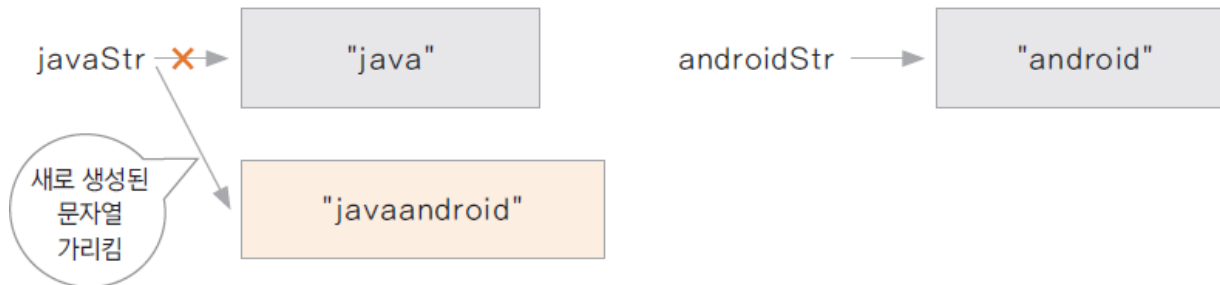 javaStr
"java"
androidStr
"android"
새로 생성된
문자열
가리킴
"javaandroid"